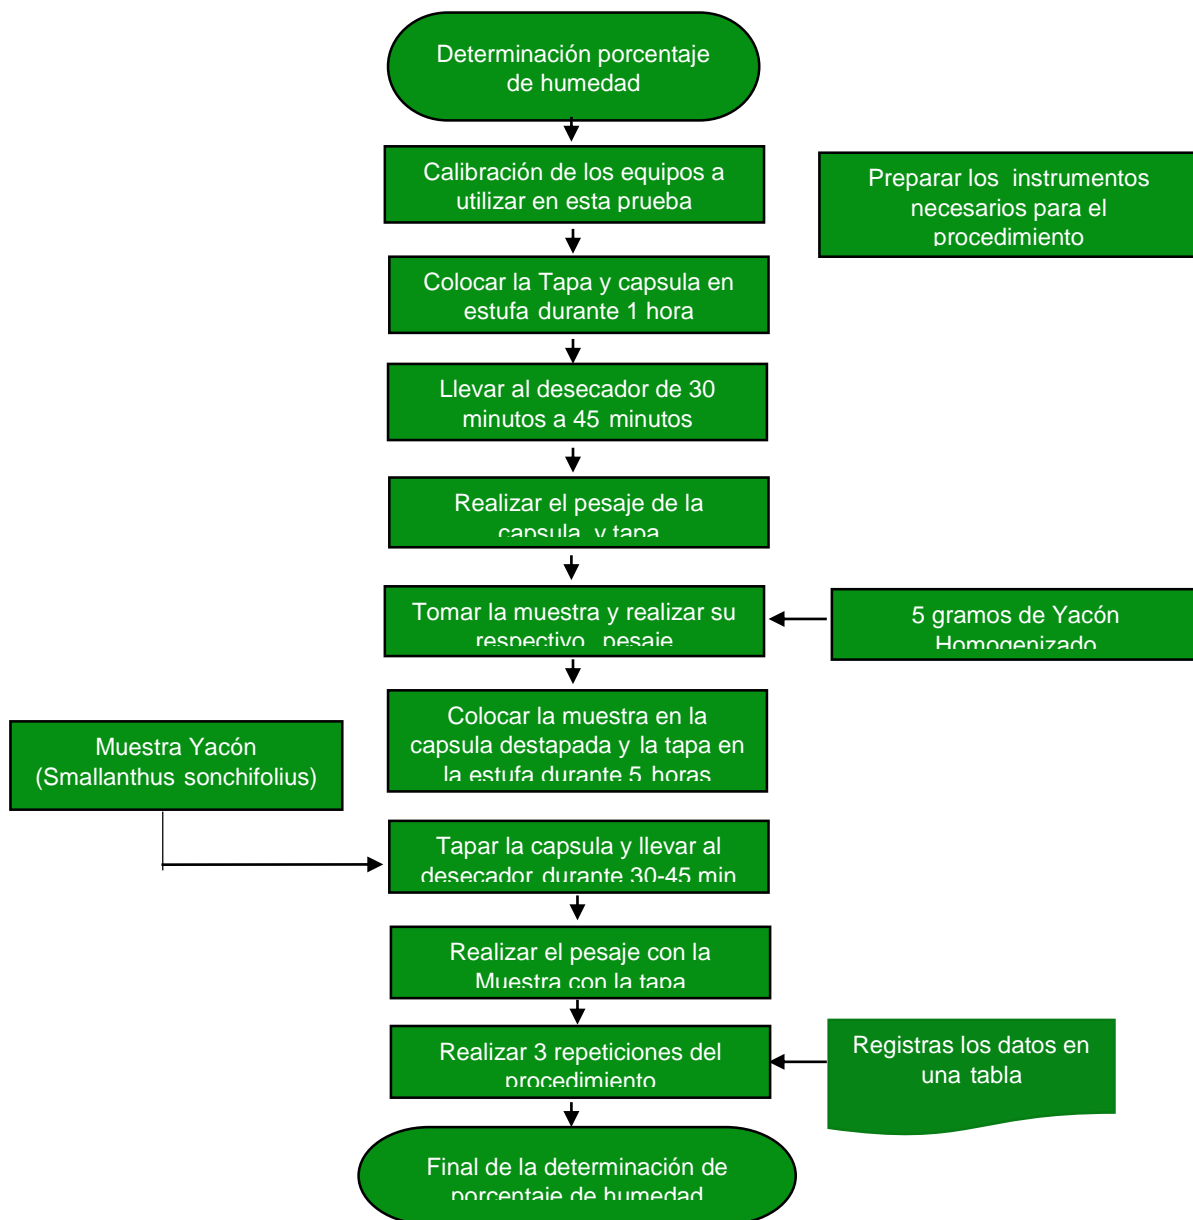 Determinación porcentaje
de humedad
Calibración de los equipos a
utilizar en esta prueba
Preparar los instrumentos
necesarios para el
procedimiento
Colocar la Tapa y capsula en
estufa durante 1 hora
Llevar al desecador de 30
minutos a 45 minutos
Realizar el pesaje de la
capsula y tapa
Tomar la muestra y realizar su
respectivo pesaje
5 gramos de Yacón
Homogenizado
Colocar la muestra en la
capsula destapada y la tapa en
la estufa durante 5 horas
Muestra Yacón
(Smallanthus sonchifolius)
Tapar la capsula y llevar al
desecador durante 30-45 min
Realizar el pesaje con la
Muestra con la tapa
Realizar 3 repeticiones del
procedimiento
Registras los datos en
una tabla
Final de la determinación de
porcentaje de humedad